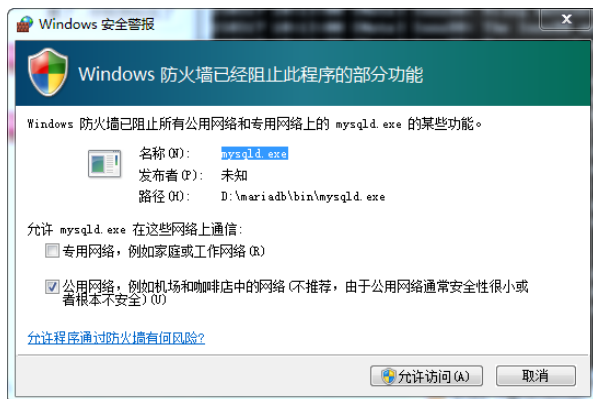 Windows 安全警报
Windows 防火墙已经阻止此程序的部分功能
Windows 防火墙已阻止所有公用网络和专用网络上的 mysqld.exe 的某些功能。
名称(N): mysqld.exe
发布者(P): 未知
路径(H): D:\mariadb\bin\mysqld.exe
允许 mysqld.exe 在这些网络上通信:
专用网络，例如家庭或工作网络(R)
公用网络，例如机场和咖啡店中的网络(不推荐，由于公用网络通常安全性很小或
者根本不安全)(U)
允许程序通过防火墙有何风险?
允许访问(A) 取消